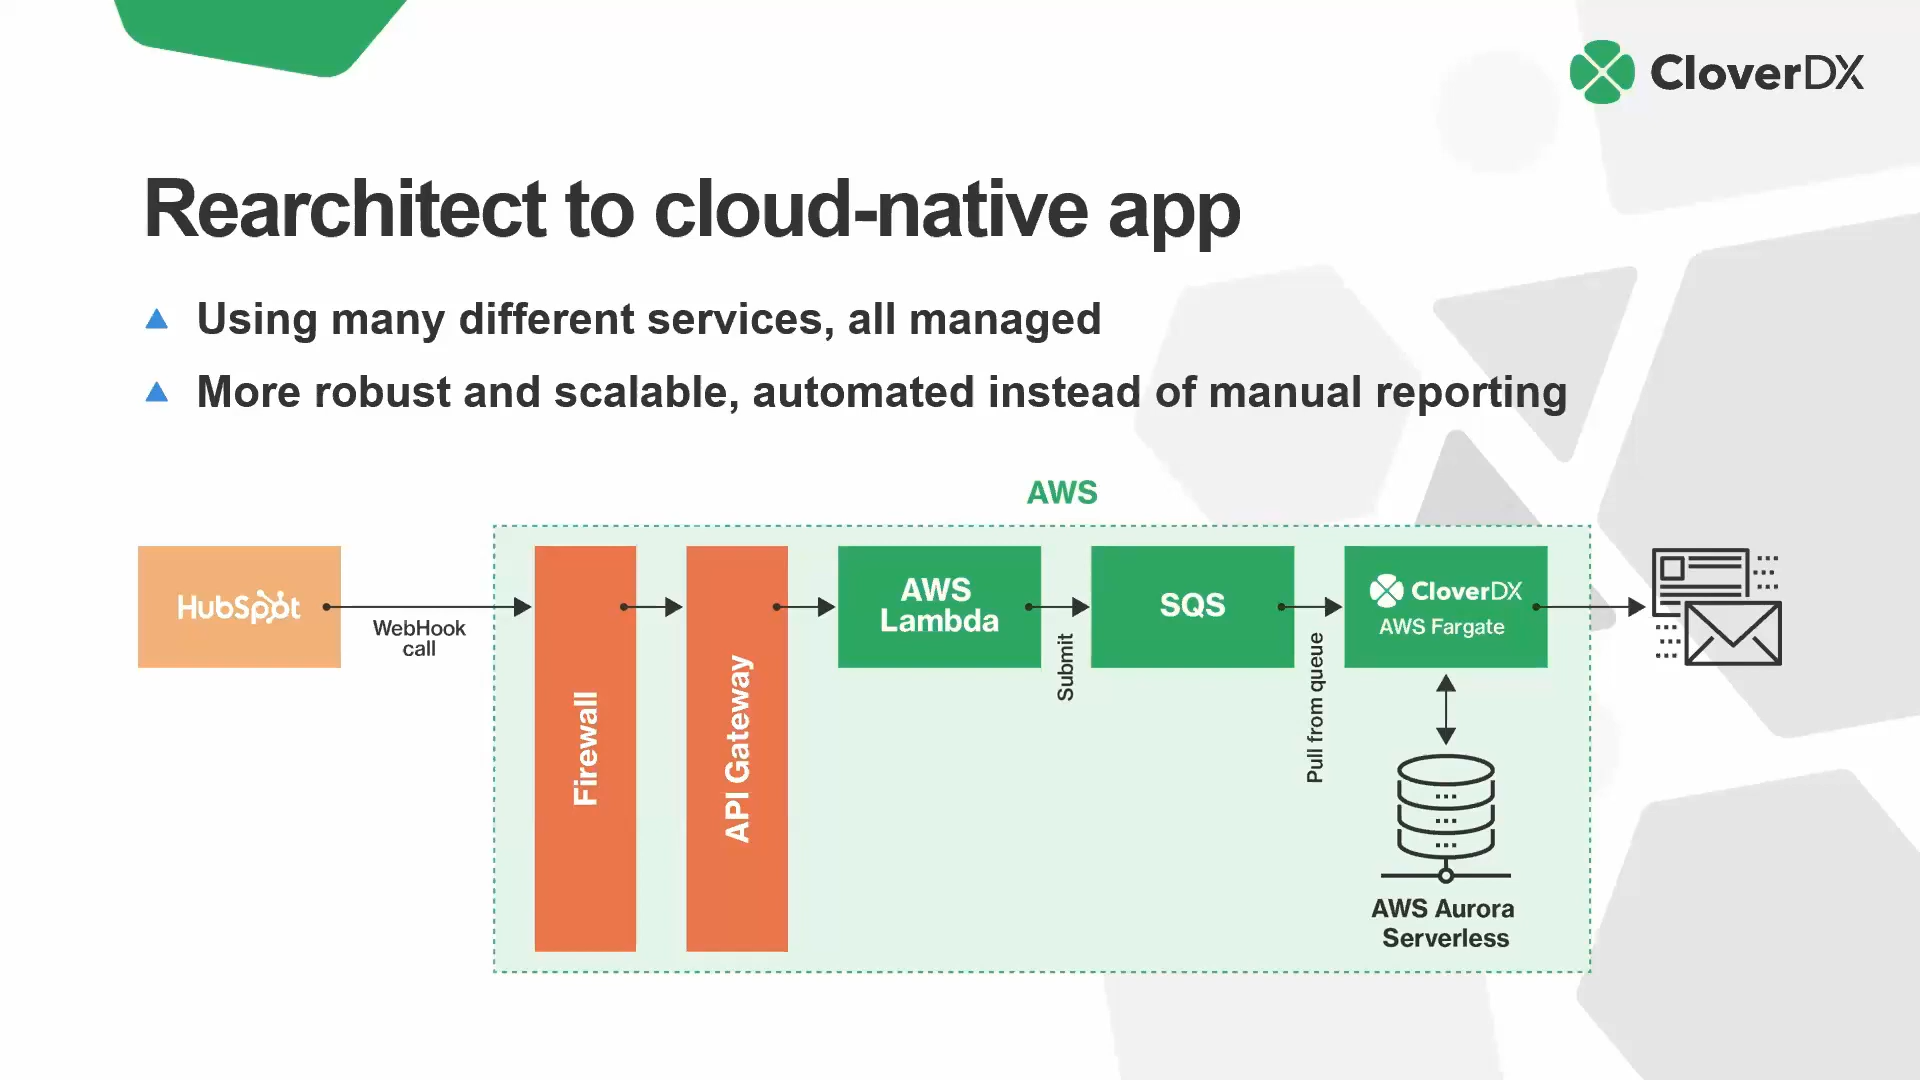 CloverDX
Rearchitect to cloud-native app
Using many different services, all managed
More robust and scalable, automated instead of manual reporting
AWS
HubSpot
WebHook
call
Firewall
API Gateway
AWS
Lambda
Submit
SQS
Pull from queue
CloverDX
AWS Fargate
AWS Aurora
Serverless